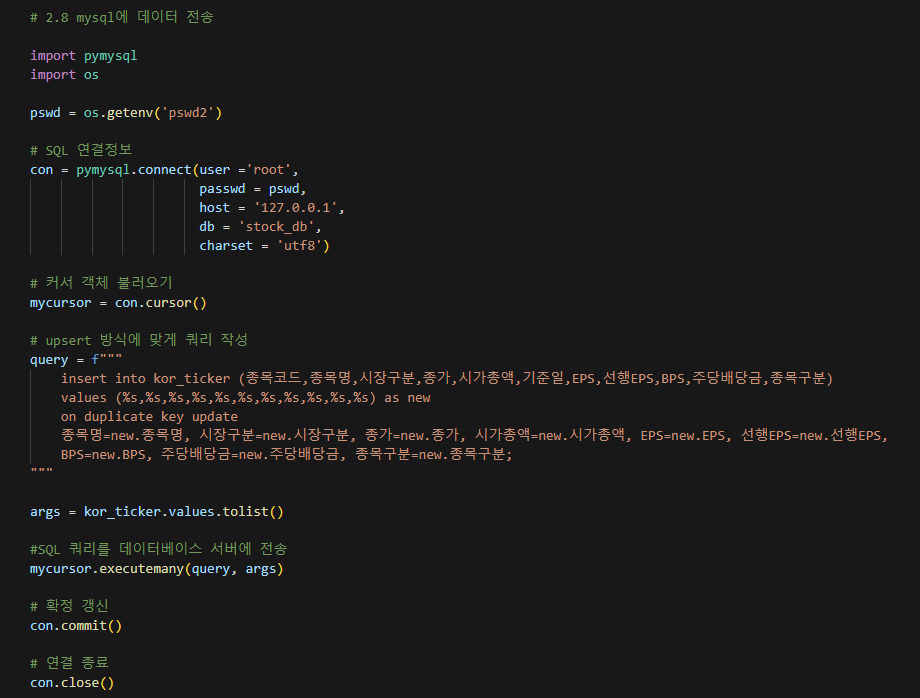 # 2.8 mysql에 데이터 전송
import pymysql
import os
pswd = os.getenv('pswd2')
# SQL 연결정보
con = pymysql.connect(user ='root',
passwd = pswd,
host = '127.0.0.1',
db = 'stock_db',
charset = 'utf8')
# 커서 객체 불러오기
mycursor = con.cursor()
# upsert 방식에 맞게 쿼리 작성
query = f"""
insert into kor_ticker (종목코드,종목명,시장구분,종가,시가총액,기준일,EPS,선행EPS,BPS,주당배당금,종목구분)
values (%s,%s,%s,%s,%s,%s,%s,%s,%s,%s,%s) as new
on duplicate key update
종목명=new.종목명, 시장구분=new.시장구분, 종가=new.종가, 시가총액=new.시가총액, EPS=new.EPS, 선행EPS=new.선행EPS,
BPS=new.BPS, 주당배당금=new.주당배당금, 종목구분=new.종목구분;
"""
args = kor_ticker.values.tolist()
#SQL 쿼리를 데이터베이스 서버에 전송
mycursor.executemany(query, args)
# 확정 갱신
con.commit()
# 연결 종료
con.close()